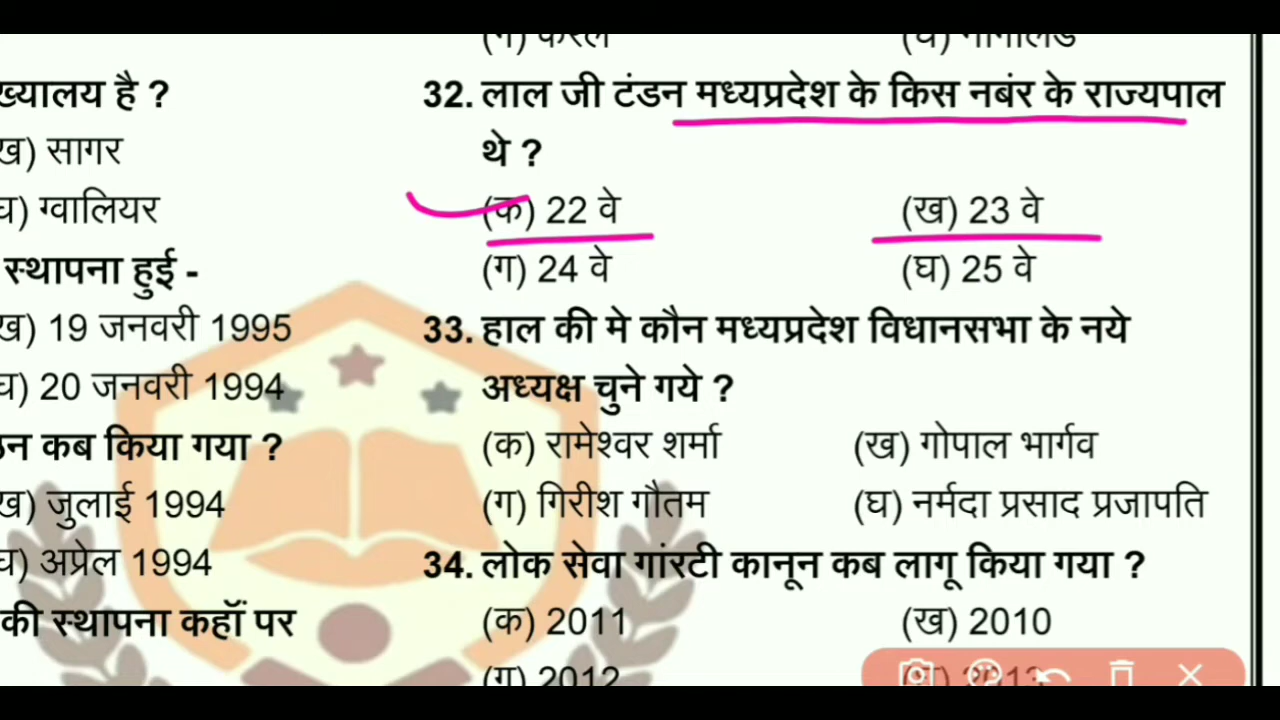 ख्यालय है ?
ख) सागर
घ) ग्वालियर
स्थापना हुई -
ख) 19 जनवरी 1995
घ) 20 जनवरी 1994
कब किया गया ?
ख) जुलाई 1994
घ) अप्रेल 1994
की स्थापना कहाॅं पर
(ग) केरल (घ) नागालैंड
32. लाल जी टंडन मध्यप्रदेश के किस नबंर के राज्यपाल
थे ?
(क) 22 वे (ख) 23 वे
(ग) 24 वे (घ) 25 वे
33. हाल की मे कौन मध्यप्रदेश विधानसभा के नये
अध्यक्ष चुने गये ?
(क) रामेश्वर शर्मा (ख) गोपाल भार्गव
(ग) गिरीश गौतम (घ) नर्मदा प्रसाद प्रजापति
34. लोक सेवा गांरटी कानून कब लागू किया गया ?
(क) 2011 (ख) 2010
(ग) 2012 (घ) 2013